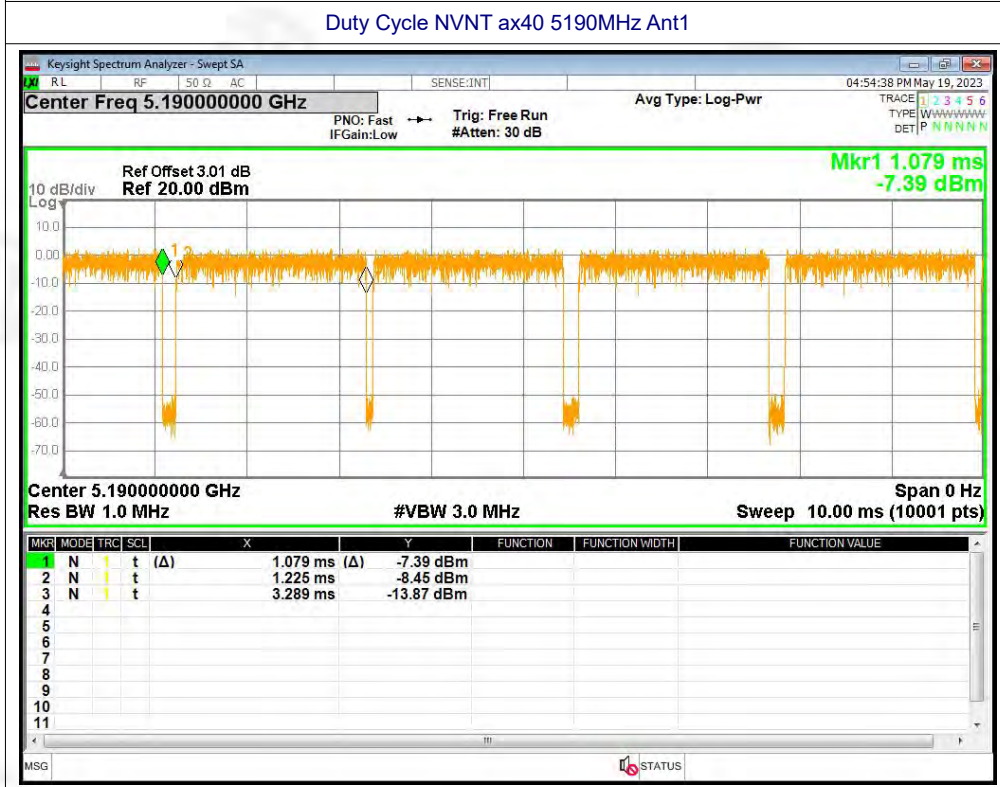 Duty Cycle NVNT ax40 5190MHz Ant1
Keysight Spectrum Analyzer - Swept SA
LXI RL RF 50 Ω AC SENSE:INT 04:54:38 PM May 19, 2023
Center Freq 5.190000000 GHz Avg Type: Log-Pwr TRACE 1 2 3 4 5 6
PNO: Fast Trig: Free Run TYPE WWWWWW
IFGain:Low #Atten: 30 dB DET P N N N N N
Mkr1 1.079 ms
Ref Offset 3.01 dB
10 dB/div Ref 20.00 dBm -7.39 dBm
Log
10.0
0.00
1 2
-10.0
-20.0
-30.0
-40.0
-50.0
-60.0
-70.0
Center 5.190000000 GHz Span 0 Hz
Res BW 1.0 MHz #VBW 3.0 MHz Sweep 10.00 ms (10001 pts)
MKR MODE TRC SCL X Y FUNCTION FUNCTION WIDTH FUNCTION VALUE
1 N 1 t (Δ) 1.079 ms (Δ) -7.39 dBm
2 N 1 t 1.225 ms -8.45 dBm
3 N 1 t 3.289 ms -13.87 dBm
4
5
6
7
8
9
10
11
MSG STATUS